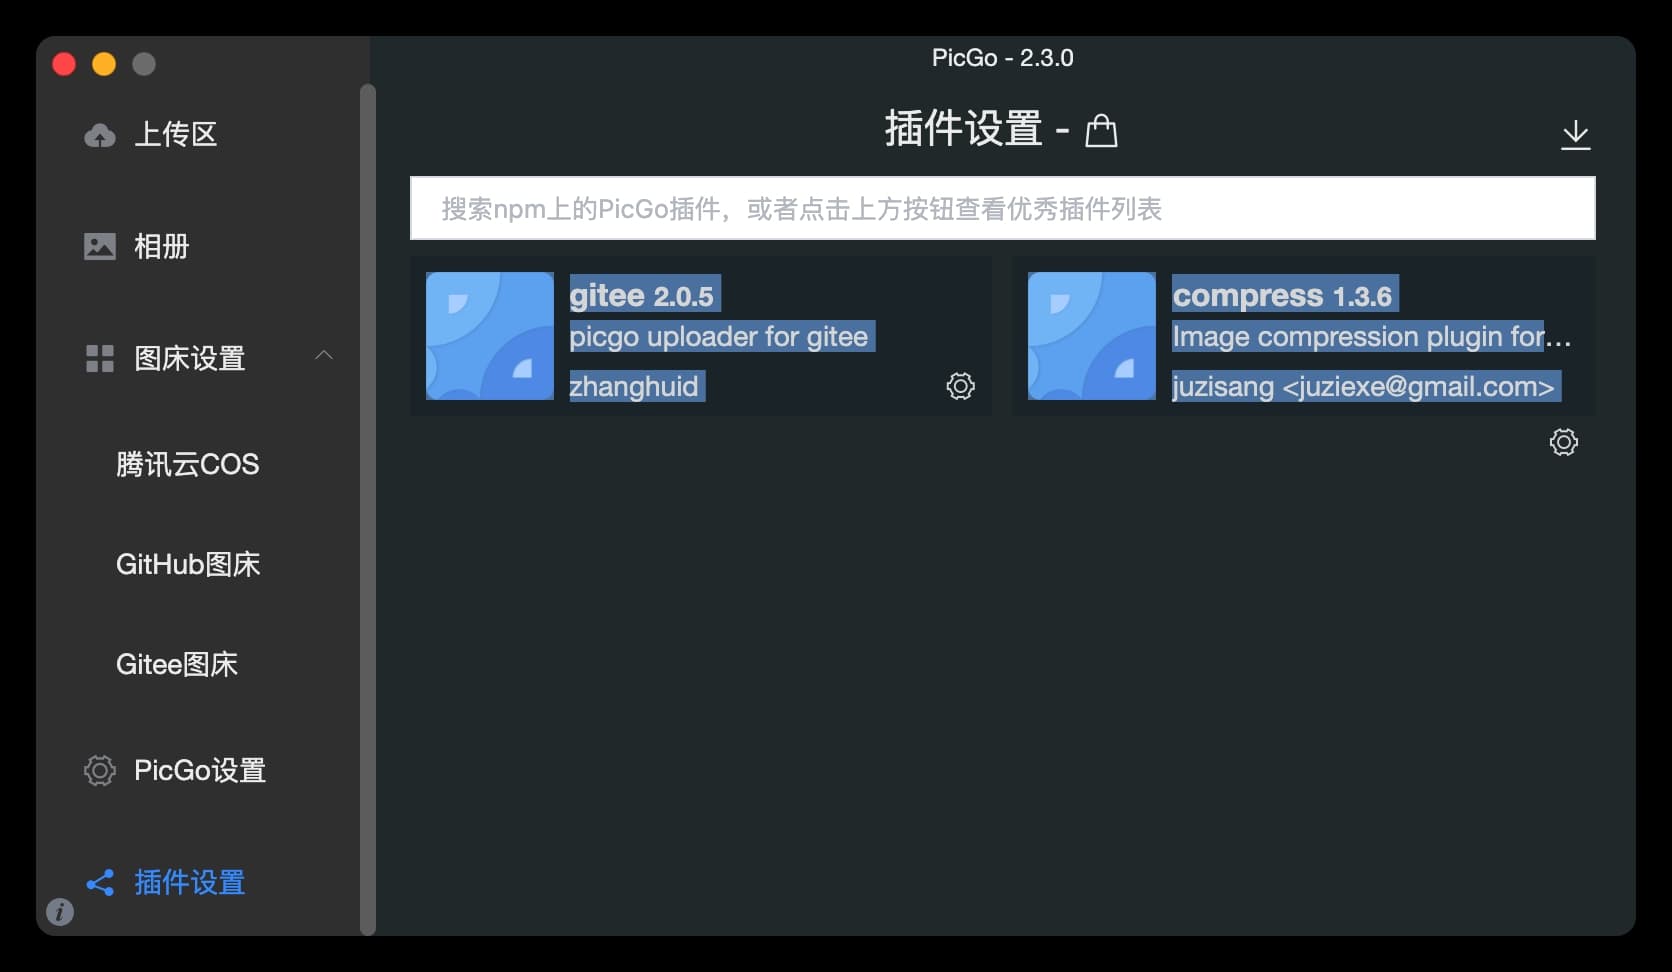 PicGo - 2.3.0
上传区
相册
图床设置
腾讯云COS
GitHub图床
Gitee图床
PicGo设置
插件设置
插件设置 -
搜索npm上的PicGo插件，或者点击上方按钮查看优秀插件列表
gitee 2.0.5
picgo uploader for gitee
zhanghuid
compress 1.3.6
Image compression plugin for...
juzisang <juziexe@gmail.com>